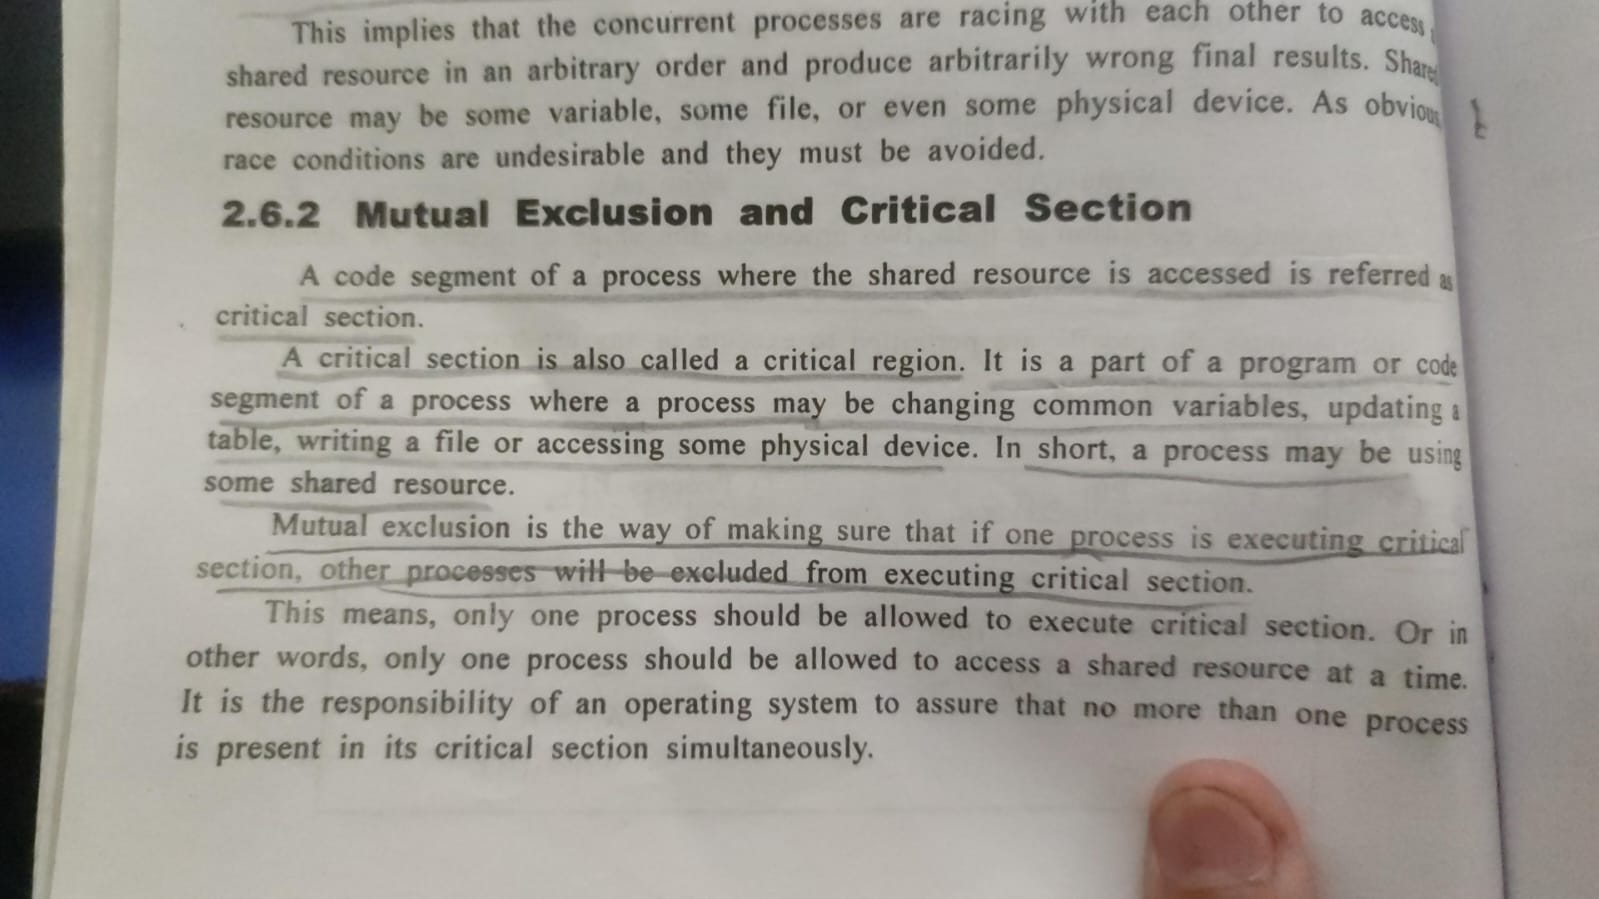 This implies that the concurrent processes are racing with each other to access
shared resource in an arbitrary order and produce arbitrarily wrong final results. Shared
resource may be some variable, some file, or even some physical device. As obvious
race conditions are undesirable and they must be avoided.
2.6.2 Mutual Exclusion and Critical Section
A code segment of a process where the shared resource is accessed is referred as
critical section.
A critical section is also called a critical region. It is a part of a program or code
segment of a process where a process may be changing common variables, updating a
table, writing a file or accessing some physical device. In short, a process may be using
some shared resource.
Mutual exclusion is the way of making sure that if one process is executing critical
section, other processes will be excluded from executing critical section.
This means, only one process should be allowed to execute critical section. Or in
other words, only one process should be allowed to access a shared resource at a time.
It is the responsibility of an operating system to assure that no more than one process
is present in its critical section simultaneously.